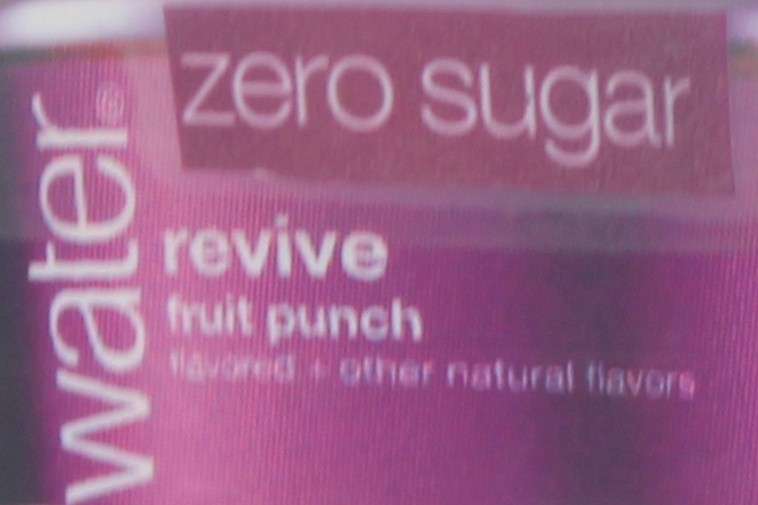 zero sugar
water®
revive
fruit punch
flavored + other natural flavors